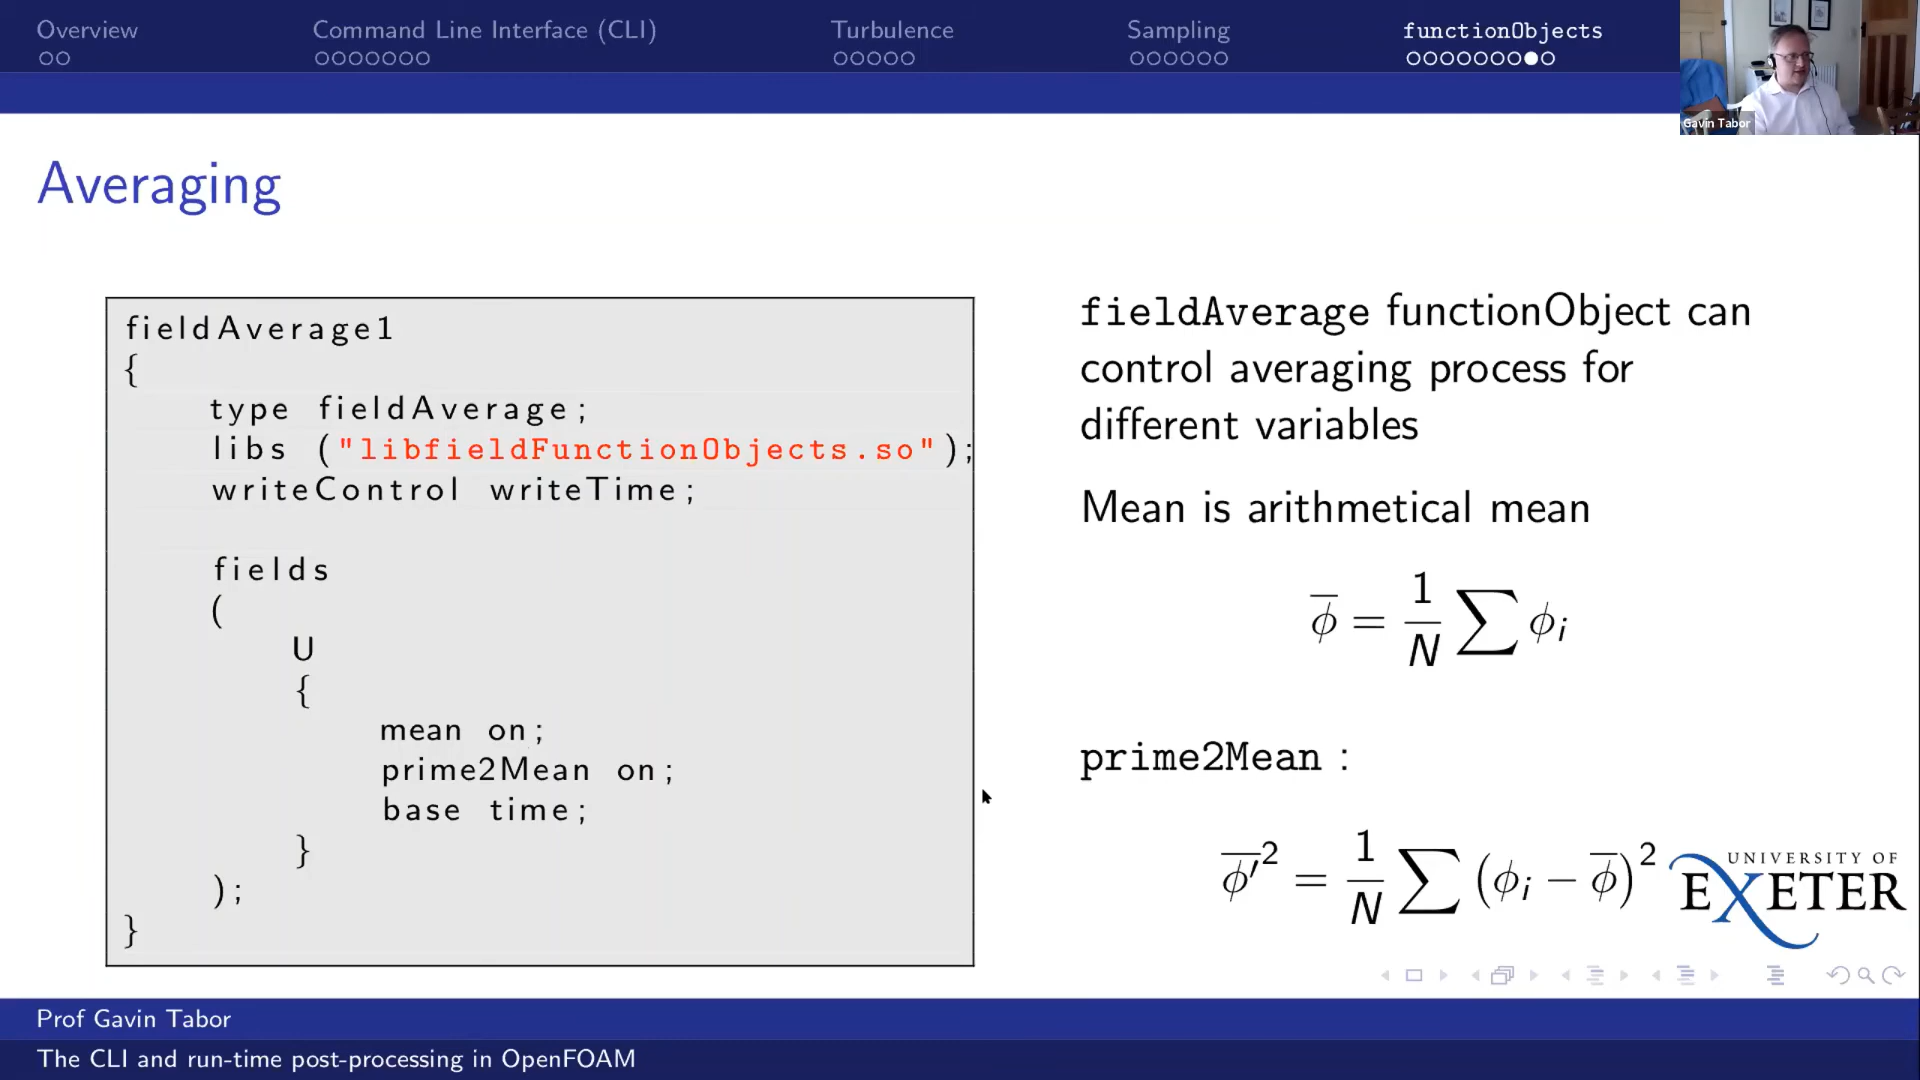 Overview
Command Line Interface (CLI)
Turbulence
Sampling
functionObjects
Gavin Tabor
Averaging
fieldAverage1
{
type fieldAverage;
libs ("libfieldFunctionObjects.so");
writeControl writeTime;
fields
(
U
{
mean on;
prime2Mean on;
base time;
}
);
}
fieldAverage functionObject can
control averaging process for
different variables
Mean is arithmetical mean
ϕ̅ = 1/N ∑ ϕᵢ
prime2Mean :
ϕ′̅² = 1/N ∑ (ϕᵢ − ϕ̅)²
UNIVERSITY OF
EXETER
Prof Gavin Tabor
The CLI and run-time post-processing in OpenFOAM